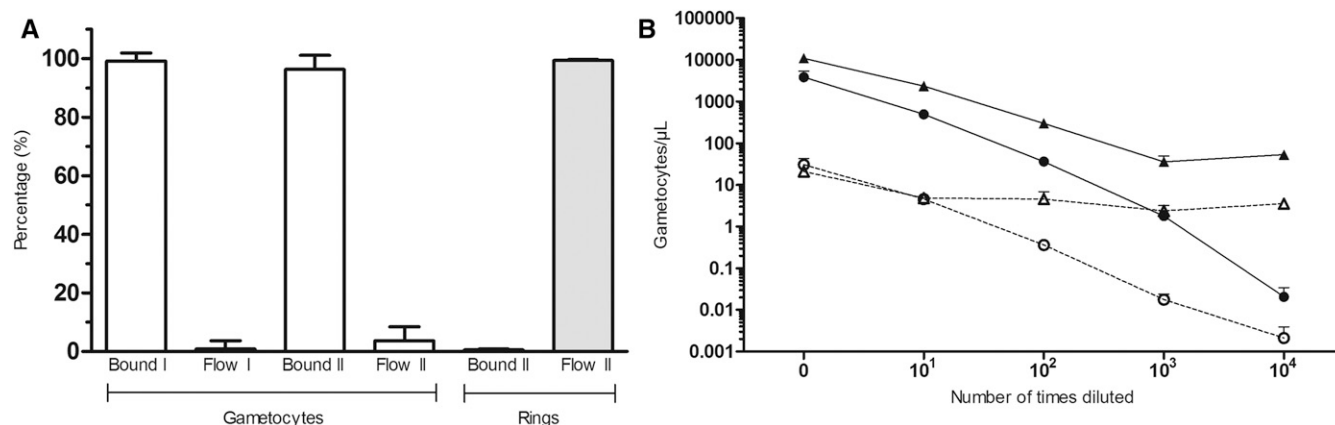 A
Percentage (%)
100
80
60
40
20
0
Bound I Flow I Bound II Flow II Bound II Flow II
Gametocytes Rings
B
Gametocytes/µL
100000
10000
1000
100
10
1
0.1
0.01
0.001
0 10¹ 10² 10³ 10⁴
Number of times diluted